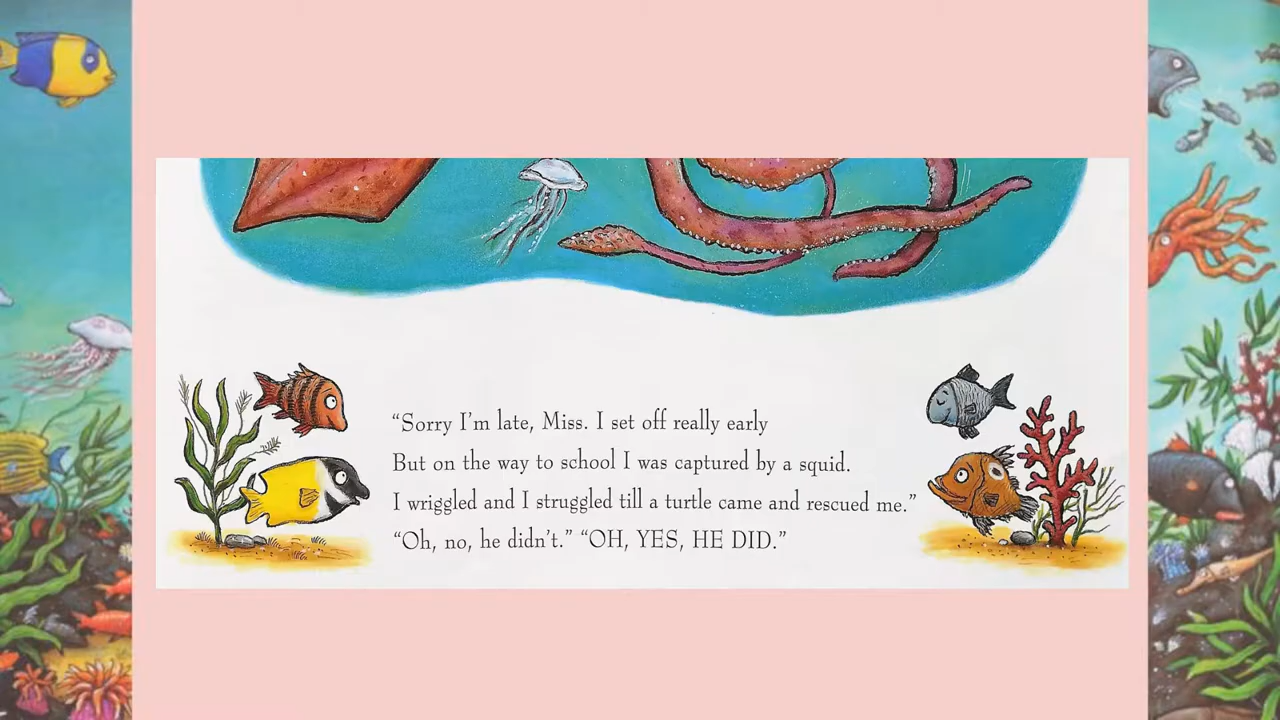 “Sorry I'm late, Miss. I set off really early
But on the way to school I was captured by a squid.
I wriggled and I struggled till a turtle came and rescued me.”
“Oh, no, he didn't.” “OH, YES, HE DID.”